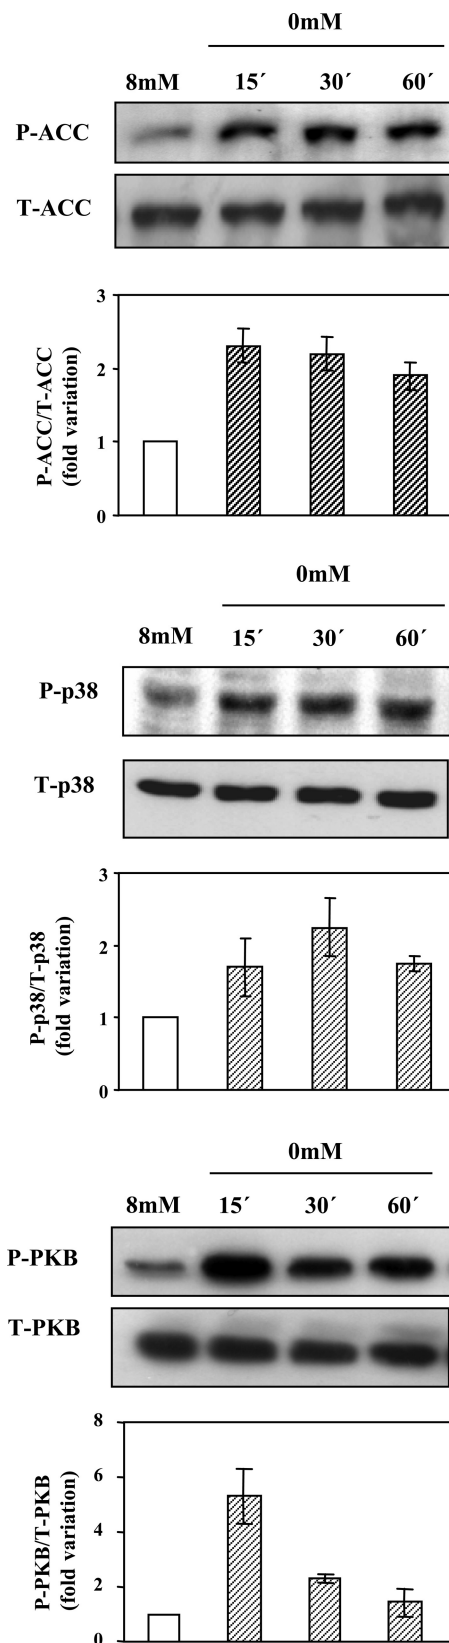 0mM
8mM 15´ 30´ 60´
P-ACC
T-ACC
P-ACC/T-ACC
(fold variation)
3
2
1
0
0mM
8mM 15´ 30´ 60´
P-p38
T-p38
P-p38/T-p38
(fold variation)
3
2
1
0
0mM
8mM 15´ 30´ 60´
P-PKB
T-PKB
P-PKB/T-PKB
(fold variation)
8
6
4
2
0